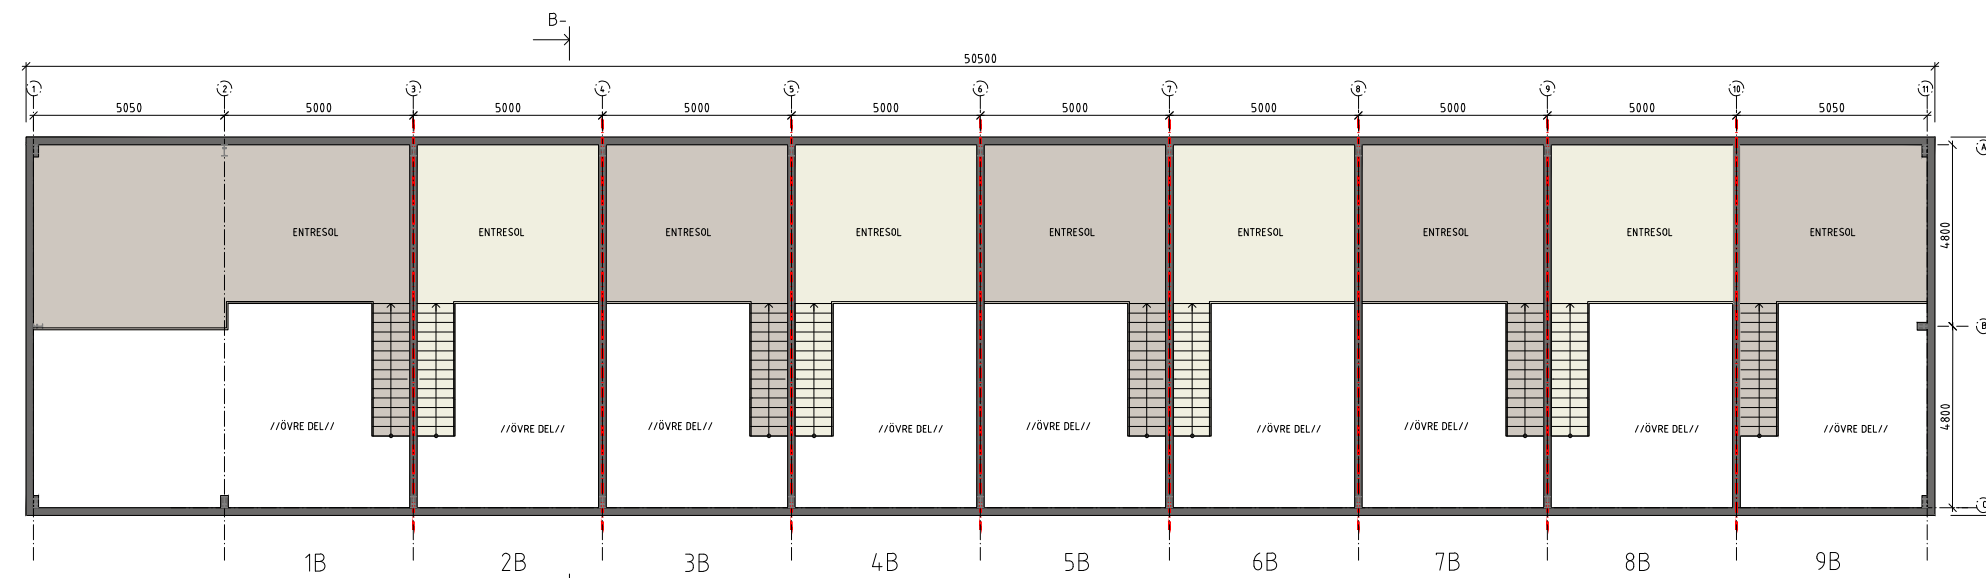 B-
50500
1 2 3 4 5 6 7 8 9 10 11
5050 5000 5000 5000 5000 5000 5000 5000 5000 5050
A
ENTRESOL ENTRESOL ENTRESOL ENTRESOL ENTRESOL ENTRESOL ENTRESOL ENTRESOL ENTRESOL
4800
B
4800
//ÖVRE DEL// //ÖVRE DEL// //ÖVRE DEL// //ÖVRE DEL// //ÖVRE DEL// //ÖVRE DEL// //ÖVRE DEL// //ÖVRE DEL// //ÖVRE DEL//
1B 2B 3B 4B 5B 6B 7B 8B 9B